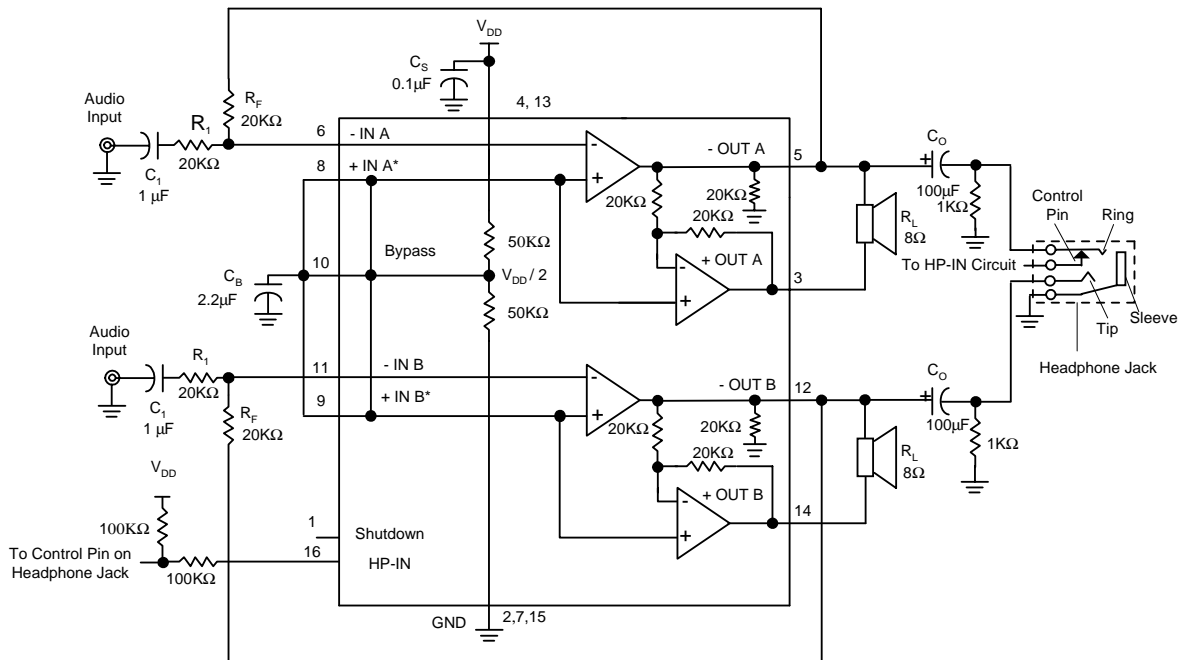 V_DD
C_S
0.1µF
4, 13
Audio
Input
R_F
20KΩ
R_1
20KΩ
C_1
1 µF
6
- IN A
8
+ IN A*
-
+
- OUT A
5
20KΩ
20KΩ
20KΩ
-
+
+ OUT A
3
R_L
8Ω
+
C_O
100µF
1KΩ
Control
Pin
Ring
To HP-IN Circuit
Tip
Sleeve
Headphone Jack
50KΩ
Bypass
10
V_DD / 2
C_B
2.2µF
50KΩ
Audio
Input
R_1
20KΩ
C_1
1 µF
R_F
20KΩ
11
- IN B
9
+ IN B*
-
+
- OUT B
12
20KΩ
20KΩ
20KΩ
-
+
+ OUT B
14
R_L
8Ω
+
C_O
100µF
1KΩ
V_DD
100KΩ
To Control Pin on
Headphone Jack
100KΩ
1
Shutdown
16
HP-IN
GND
2,7,15